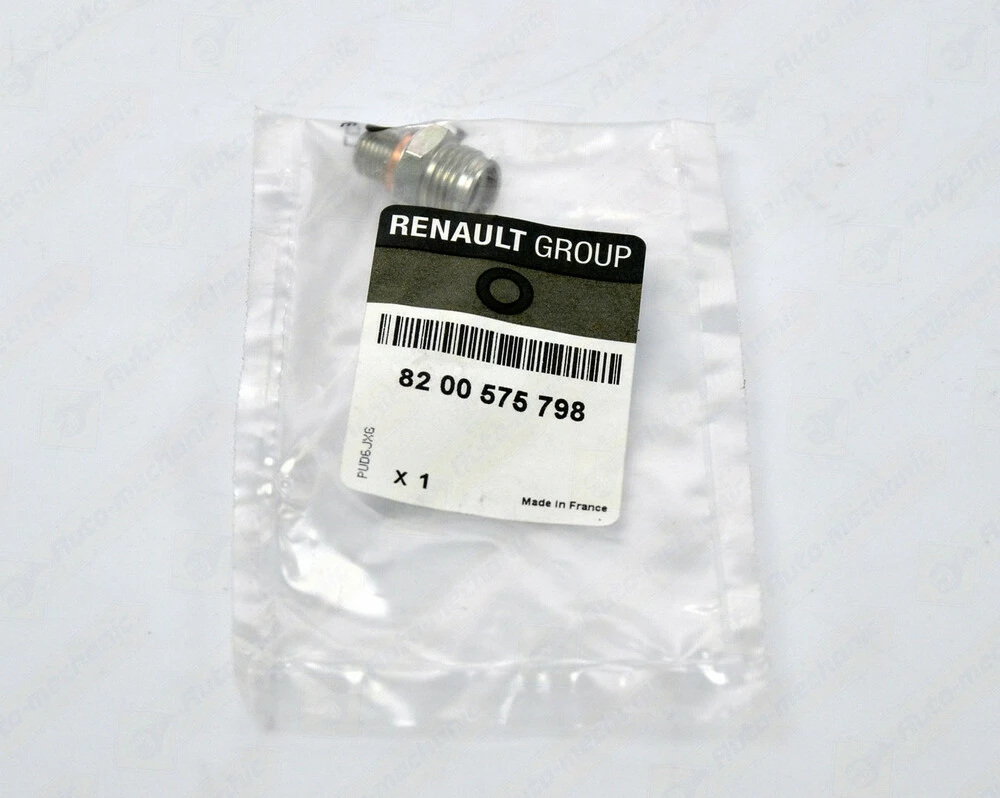 RENAULT GROUP
82 00 575 798
PUD6JXG
X 1
Made in France